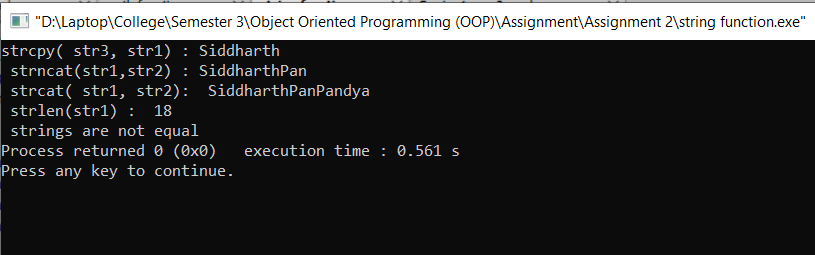 "D:\Laptop\College\Semester 3\Object Oriented Programming (OOP)\Assignment\Assignment 2\string function.exe"
strcpy( str3, str1) : Siddharth
strncat(str1,str2) : SiddharthPan
strcat( str1, str2):  SiddharthPanPandya
strlen(str1) :  18
strings are not equal
Process returned 0 (0x0)   execution time : 0.561 s
Press any key to continue.